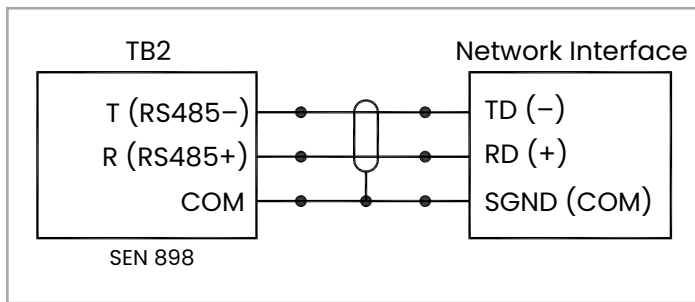 TB2
Network Interface
T (RS485–)
TD (–)
R (RS485+)
RD (+)
COM
SGND (COM)
SEN 898